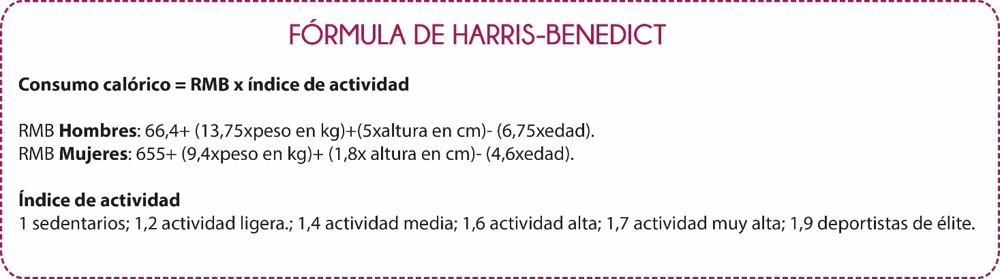 FÓRMULA DE HARRIS-BENEDICT
Consumo calórico = RMB x índice de actividad
RMB Hombres: 66,4+ (13,75xpeso en kg)+(5xaltura en cm)- (6,75xedad).
RMB Mujeres: 655+ (9,4xpeso en kg)+ (1,8x altura en cm)- (4,6xedad).
Índice de actividad
1 sedentarios; 1,2 actividad ligera.; 1,4 actividad media; 1,6 actividad alta; 1,7 actividad muy alta; 1,9 deportistas de élite.